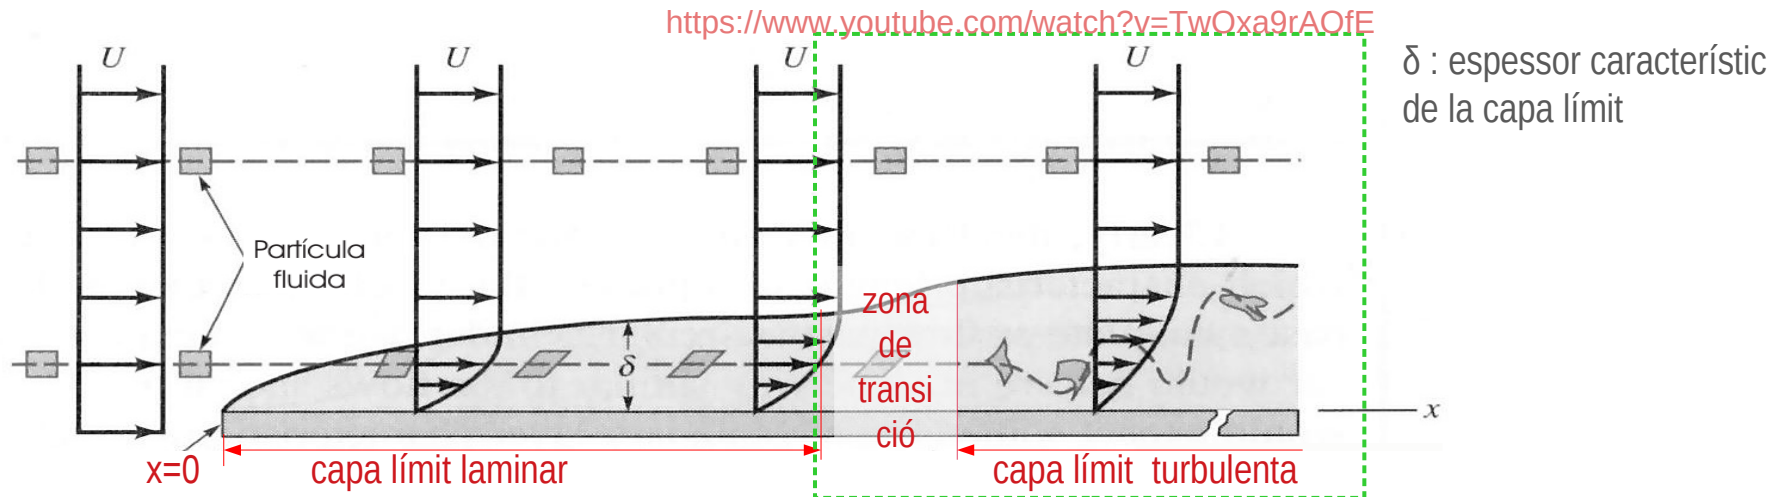 https://www.youtube.com/watch?v=TwOxa9rAOfE
U
U
U
U
δ : espessor característic
de la capa límit
Partícula
fluida
δ
zona
de
transi
ció
x
x=0
capa límit laminar
capa límit turbulenta